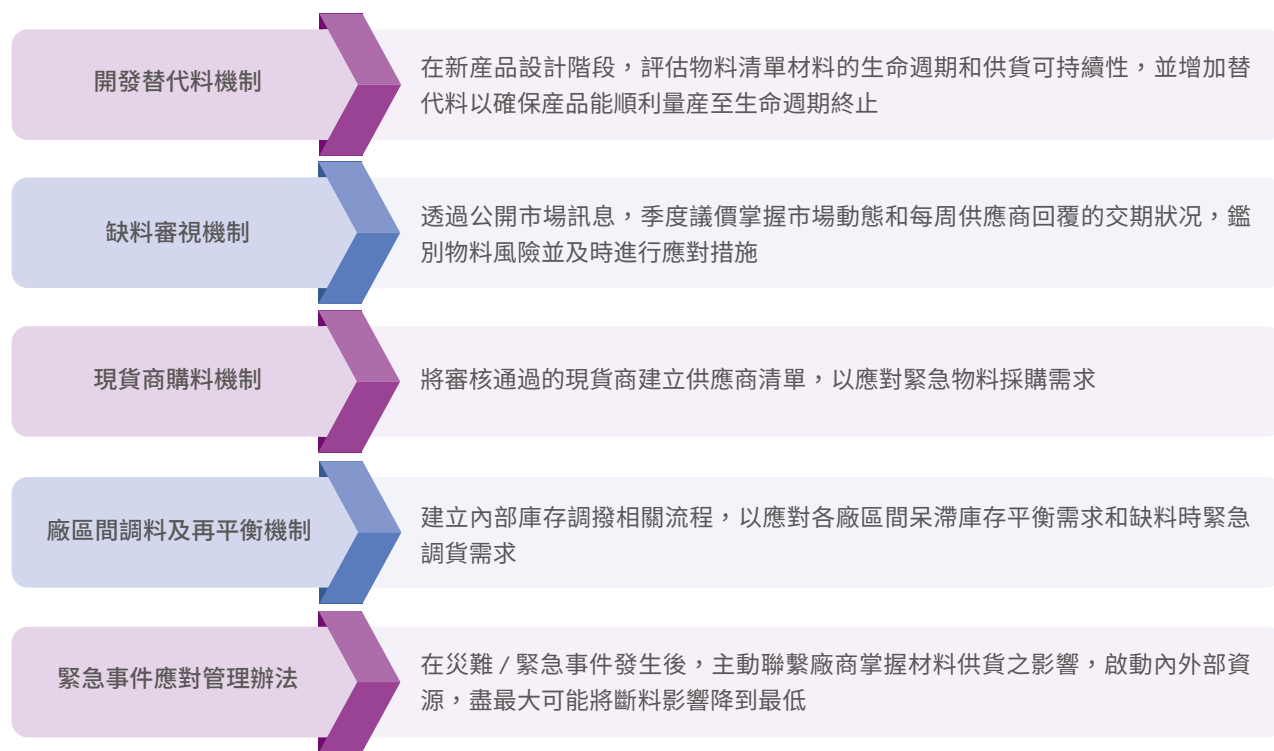 開發替代料機制
在新産品設計階段，評估物料清單材料的生命週期和供貨可持續性，並增加替
代料以確保産品能順利量産至生命週期終止
缺料審視機制
透過公開市場訊息，季度議價掌握市場動態和每周供應商回覆的交期狀況，鑑
別物料風險並及時進行應對措施
現貨商購料機制
將審核通過的現貨商建立供應商清單，以應對緊急物料採購需求
廠區間調料及再平衡機制
建立內部庫存調撥相關流程，以應對各廠區間呆滯庫存平衡需求和缺料時緊急
調貨需求
緊急事件應對管理辦法
在災難 / 緊急事件發生後，主動聯繫廠商掌握材料供貨之影響，啟動內外部資
源，盡最大可能將斷料影響降到最低